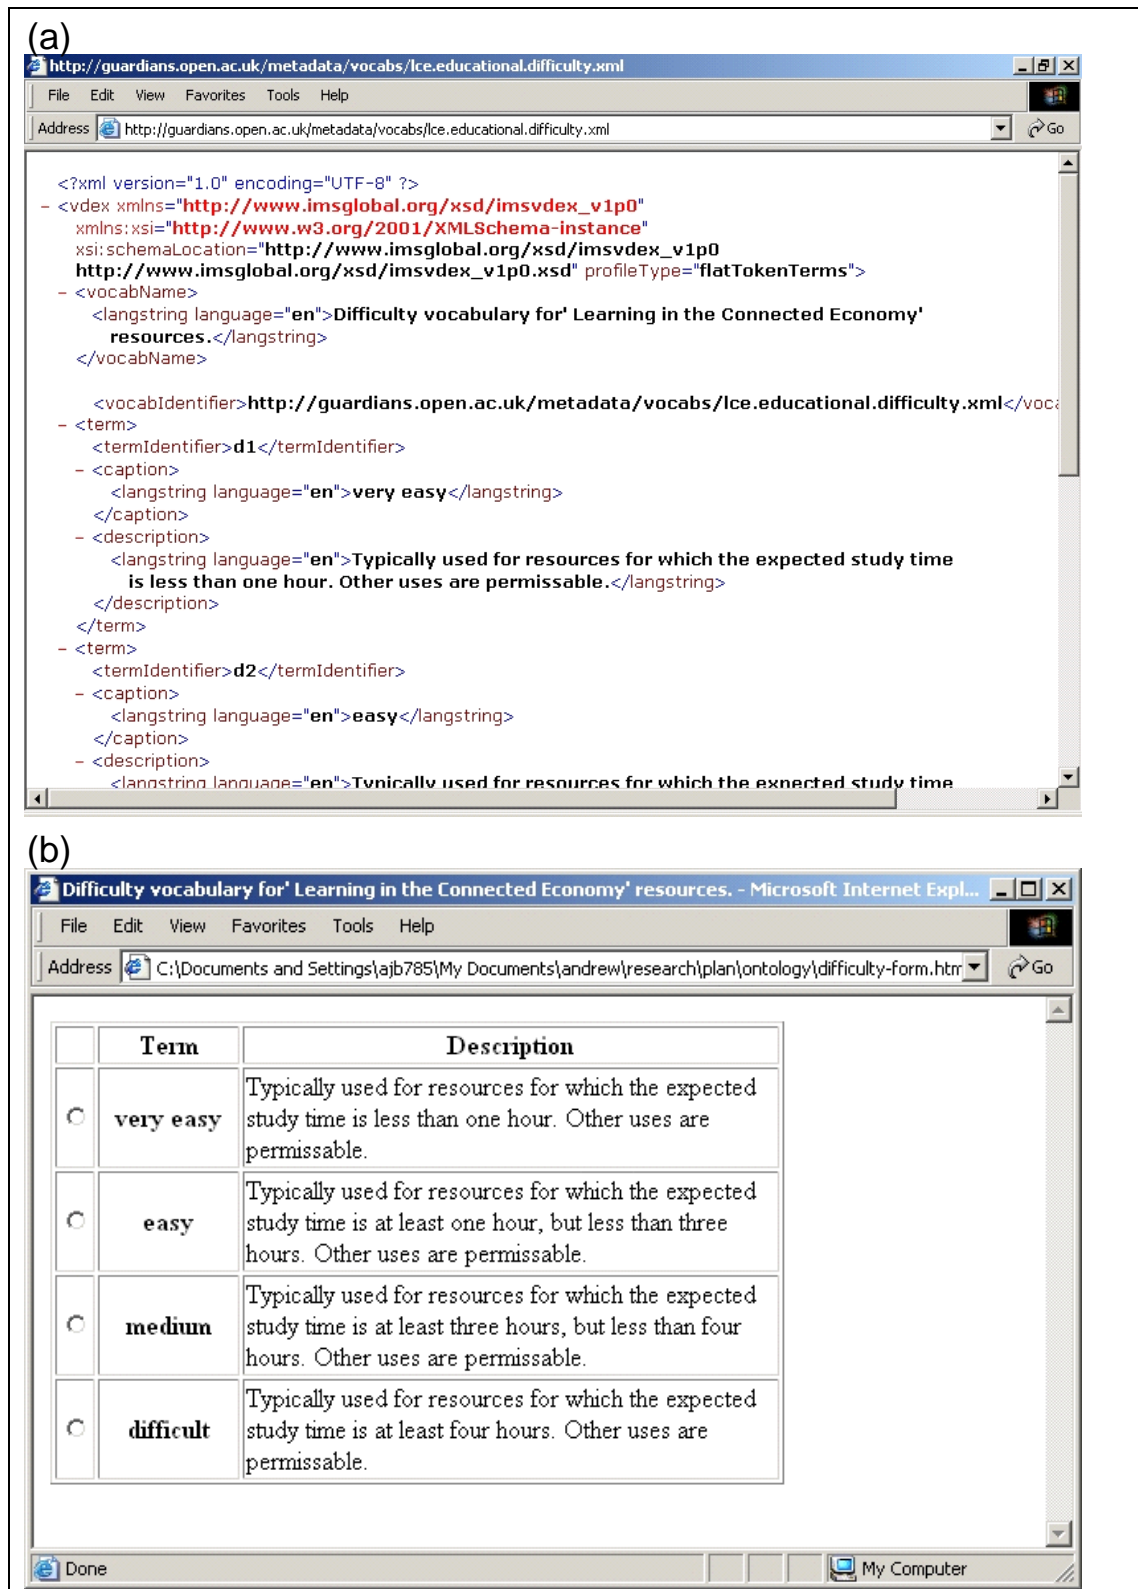 (a)
http://guardians.open.ac.uk/metadata/vocabs/lce.educational.difficulty.xml
File Edit View Favorites Tools Help
Address http://guardians.open.ac.uk/metadata/vocabs/lce.educational.difficulty.xml Go
<?xml version="1.0" encoding="UTF-8" ?>
- <vdex xmlns="http://www.imsglobal.org/xsd/imsvdex_v1p0"
xmlns:xsi="http://www.w3.org/2001/XMLSchema-instance"
xsi:schemaLocation="http://www.imsglobal.org/xsd/imsvdex_v1p0
http://www.imsglobal.org/xsd/imsvdex_v1p0.xsd" profileType="flatTokenTerms">
- <vocabName>
<langstring language="en">Difficulty vocabulary for' Learning in the Connected Economy'
resources.</langstring>
</vocabName>
<vocabIdentifier>http://guardians.open.ac.uk/metadata/vocabs/lce.educational.difficulty.xml</voca
- <term>
<termIdentifier>d1</termIdentifier>
- <caption>
<langstring language="en">very easy</langstring>
</caption>
- <description>
<langstring language="en">Typically used for resources for which the expected study time
is less than one hour. Other uses are permissable.</langstring>
</description>
</term>
- <term>
<termIdentifier>d2</termIdentifier>
- <caption>
<langstring language="en">easy</langstring>
</caption>
- <description>
<langstring language="en">Typically used for resources for which the expected study time
(b)
Difficulty vocabulary for' Learning in the Connected Economy' resources. - Microsoft Internet Expl...
File Edit View Favorites Tools Help
Address C:\Documents and Settings\ajb785\My Documents\andrew\research\plan\ontology\difficulty-form.htm Go
Term Description
very easy Typically used for resources for which the expected
study time is less than one hour. Other uses are
permissable.
easy Typically used for resources for which the expected
study time is at least one hour, but less than three
hours. Other uses are permissable.
medium Typically used for resources for which the expected
study time is at least three hours, but less than four
hours. Other uses are permissable.
difficult Typically used for resources for which the expected
study time is at least four hours. Other uses are
permissable.
Done My Computer